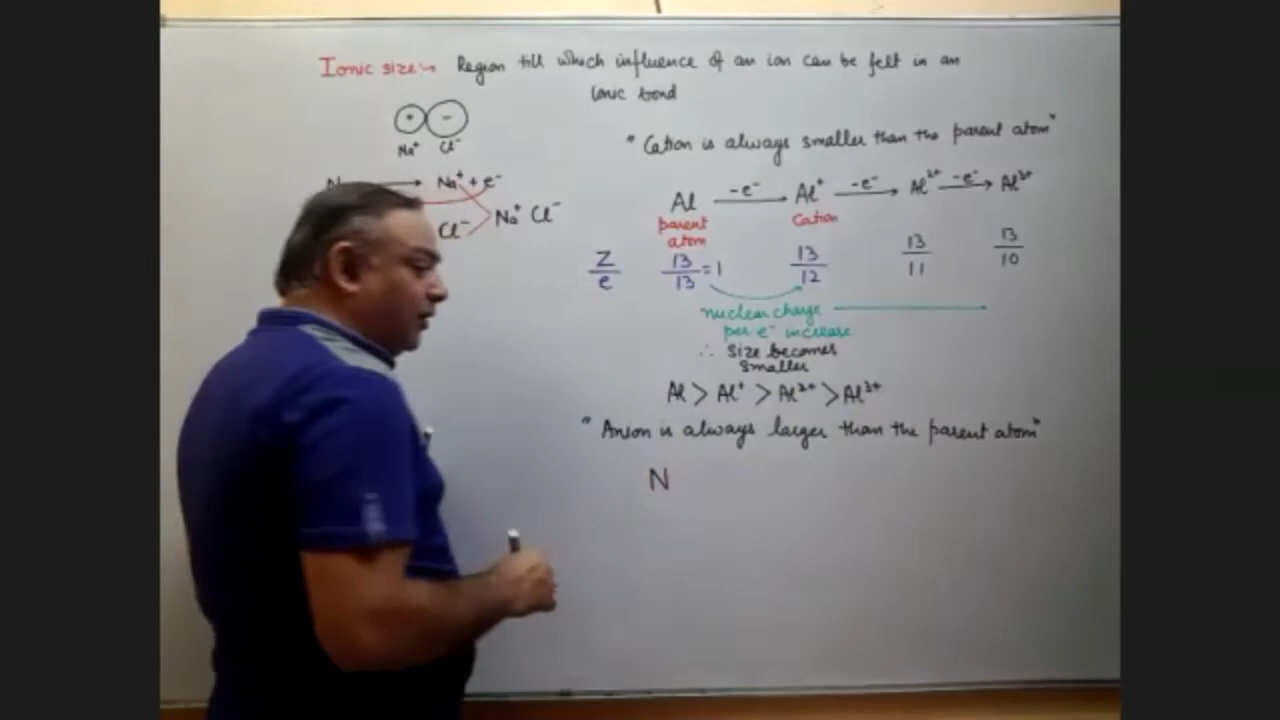 Ionic size:→ Region till which influence of an ion can be felt in an
Ionic bond
+ -
Na⁺ Cl⁻
"Cation is always smaller than the parent atom"
N → Na⁺ + e⁻
Cl⁻ Na⁺ Cl⁻
Al -e⁻→ Al⁺ -e⁻→ Al²⁺ -e⁻→ Al³⁺
parent atom Cation
Z/e 13/13 = 1 13/12 13/11 13/10
nuclear charge
per e⁻ increase
∴ Size becomes
smaller
Al > Al⁺ > Al²⁺ > Al³⁺
"Anion is always larger than the parent atom"
N